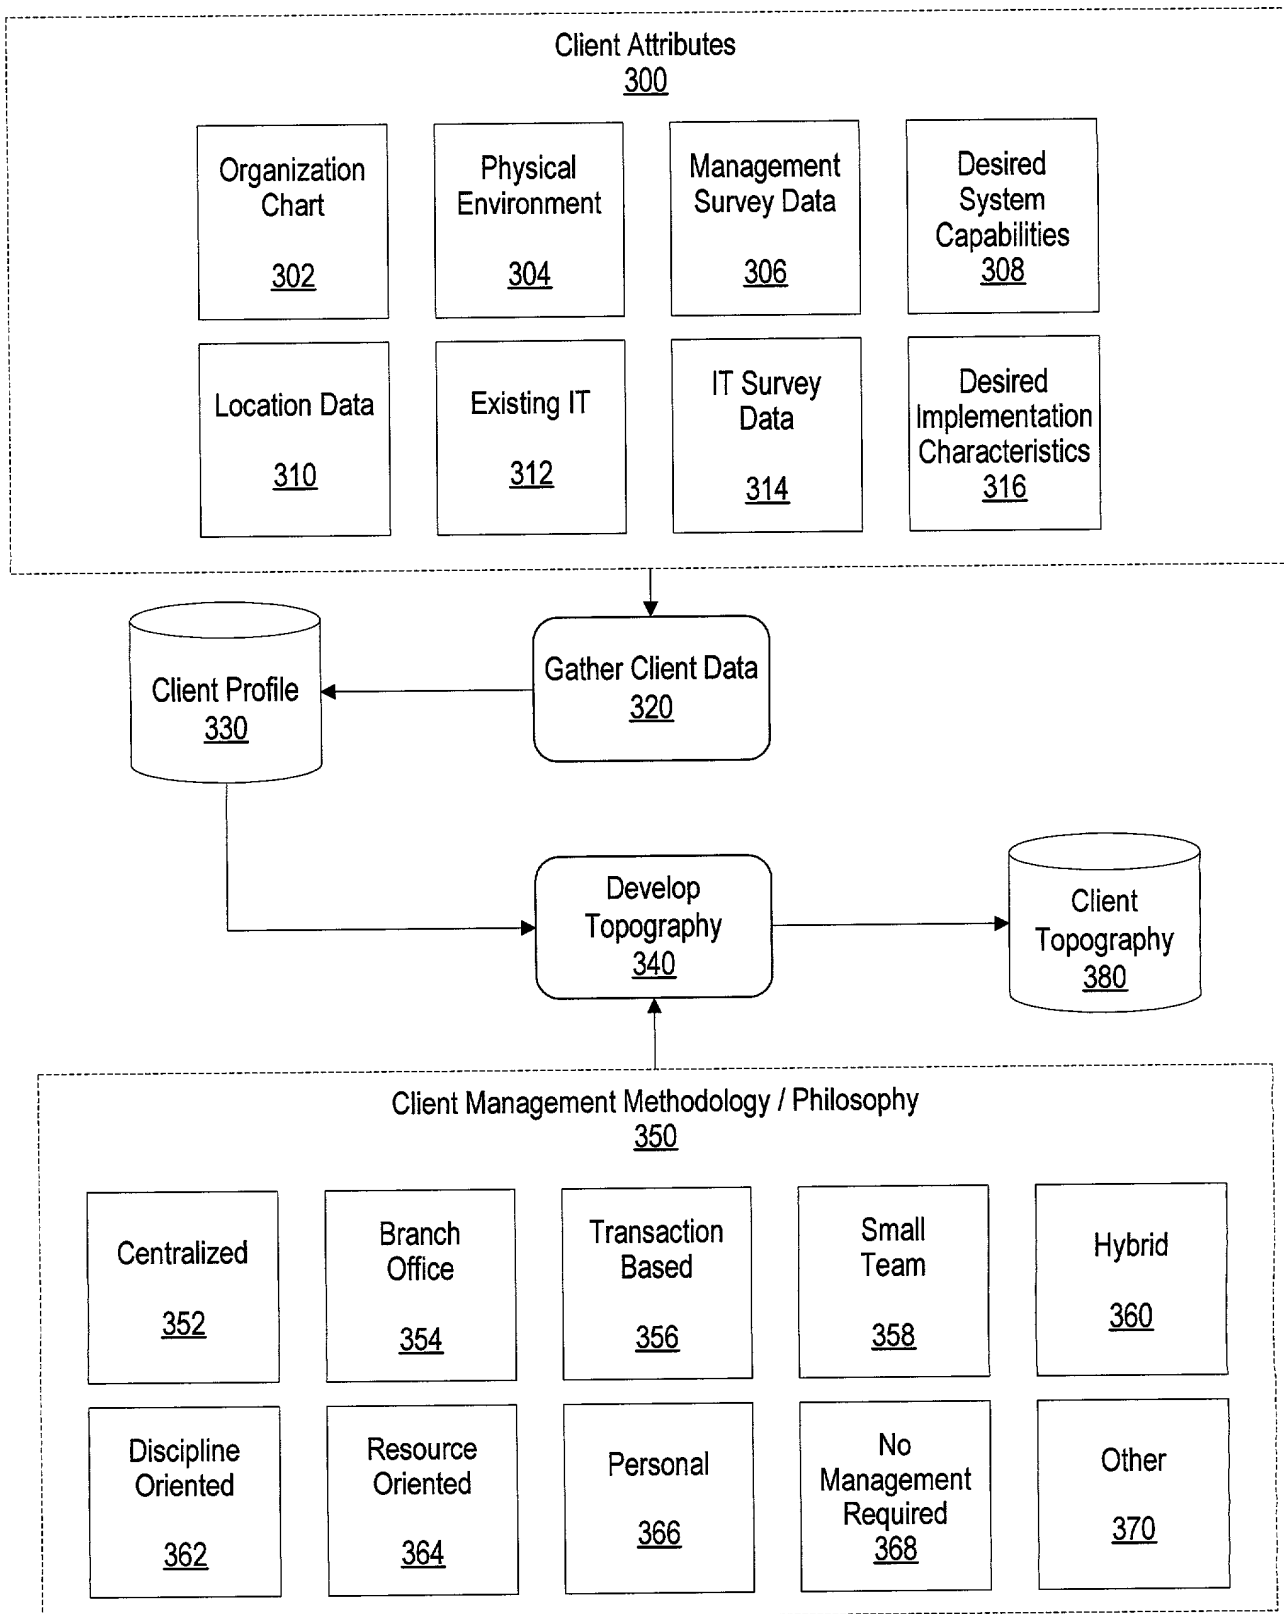 Client Attributes
300
Organization
Chart
302
Physical
Environment
304
Management
Survey Data
306
Desired
System
Capabilities
308
Location Data
310
Existing IT
312
IT Survey
Data
314
Desired
Implementation
Characteristics
316
Gather Client Data
320
Client Profile
330
Develop
Topography
340
Client
Topography
380
Client Management Methodology / Philosophy
350
Centralized
352
Branch
Office
354
Transaction
Based
356
Small
Team
358
Hybrid
360
Discipline
Oriented
362
Resource
Oriented
364
Personal
366
No
Management
Required
368
Other
370